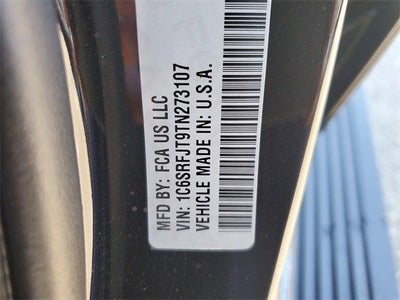 MFD BY: FCA US LLC
VIN: 1C6SRFJT9TN273107
VEHICLE MADE IN: U.S.A.